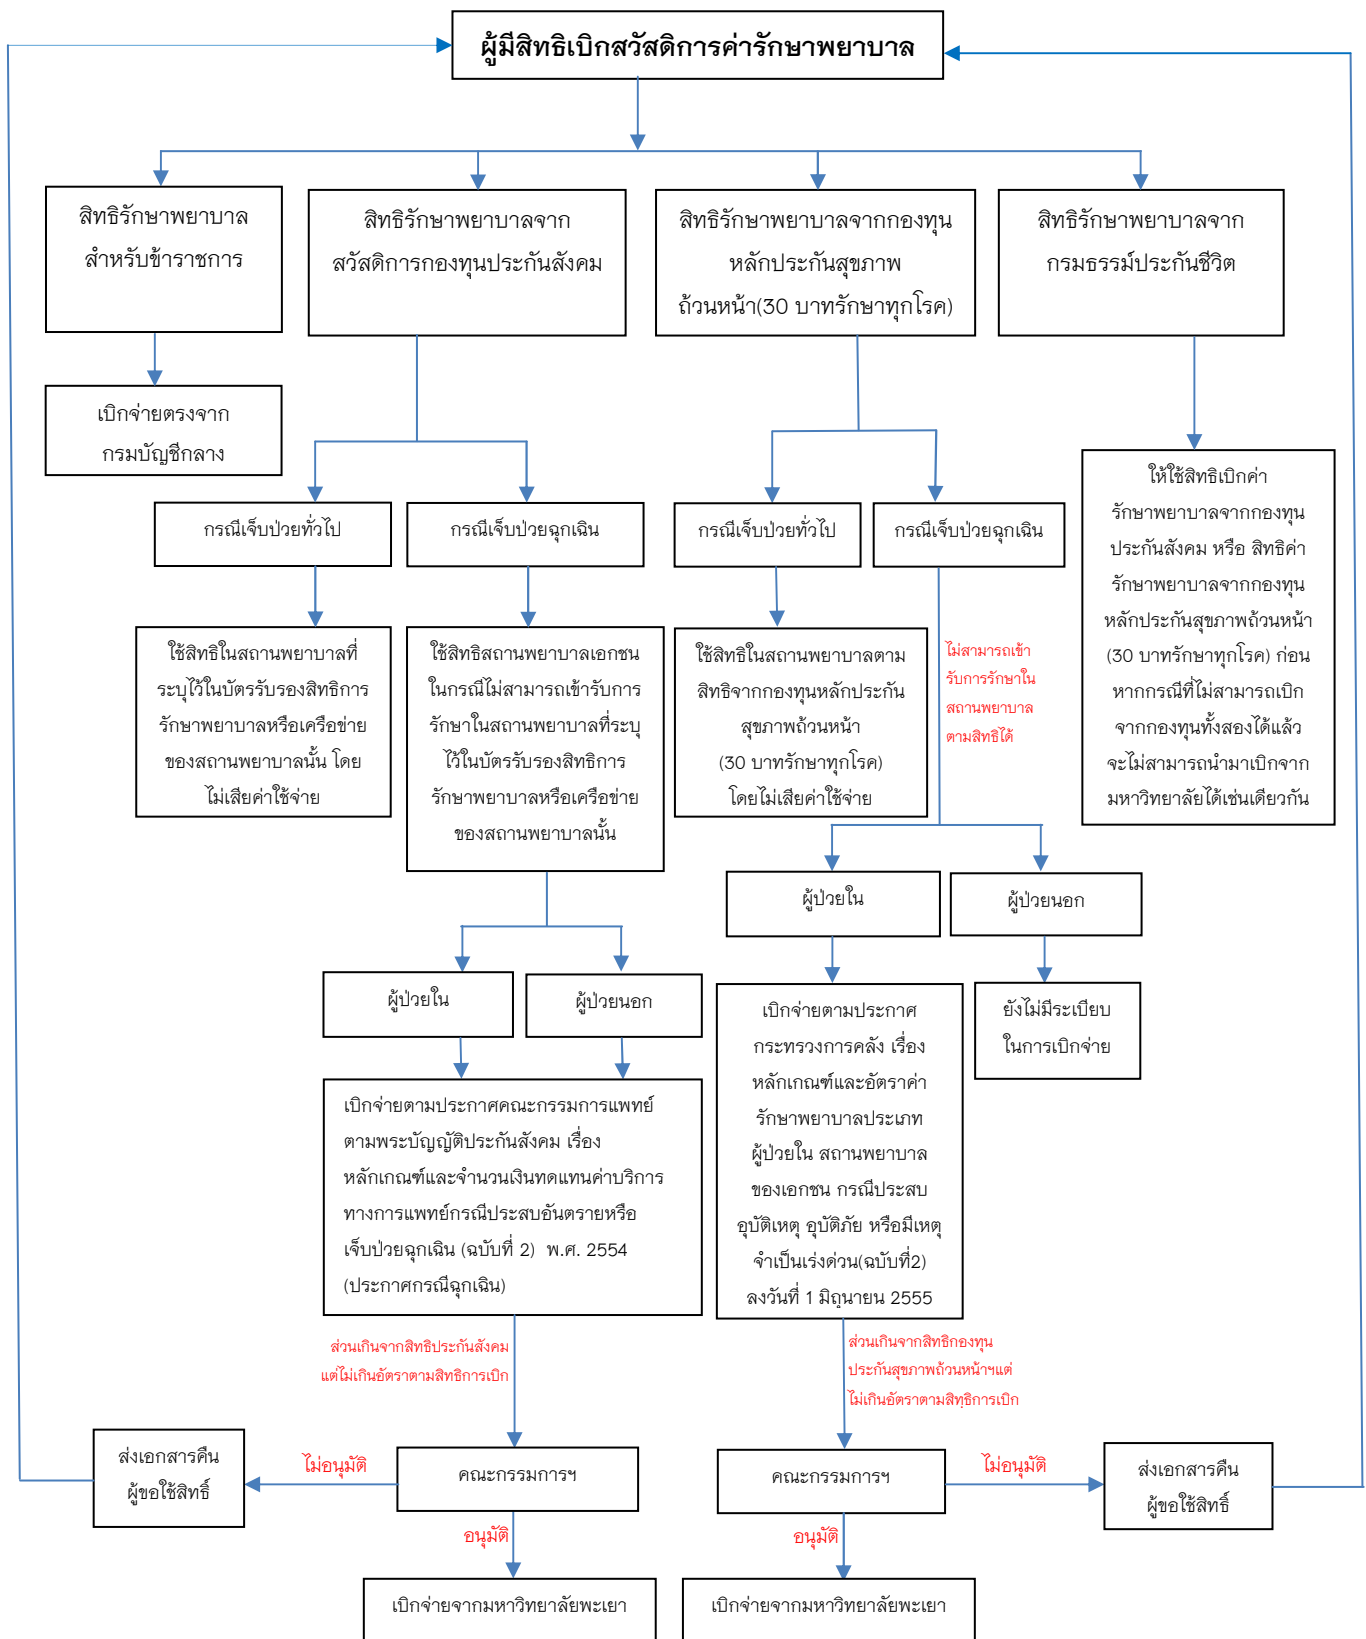 ผู้มีสิทธิเบิกสวัสดิการค่ารักษาพยาบาล
สิทธิรักษาพยาบาล
สำหรับข้าราชการ
สิทธิรักษาพยาบาลจาก
สวัสดิการกองทุนประกันสังคม
สิทธิรักษาพยาบาลจากกองทุน
หลักประกันสุขภาพ
ถ้วนหน้า(30 บาทรักษาทุกโรค)
สิทธิรักษาพยาบาลจาก
กรมธรรม์ประกันชีวิต
เบิกจ่ายตรงจาก
กรมบัญชีกลาง
กรณีเจ็บป่วยทั่วไป
กรณีเจ็บป่วยฉุกเฉิน
กรณีเจ็บป่วยทั่วไป
กรณีเจ็บป่วยฉุกเฉิน
ให้ใช้สิทธิเบิกค่า
รักษาพยาบาลจากกองทุน
ประกันสังคม หรือ สิทธิค่า
รักษาพยาบาลจากกองทุน
หลักประกันสุขภาพถ้วนหน้า
(30 บาทรักษาทุกโรค) ก่อน
หากกรณีที่ไม่สามารถเบิก
จากกองทุนทั้งสองได้แล้ว
จะไม่สามารถนำมาเบิกจาก
มหาวิทยาลัยได้เช่นเดียวกัน
ใช้สิทธิในสถานพยาบาลที่
ระบุไว้ในบัตรรับรองสิทธิการ
รักษาพยาบาลหรือเครือข่าย
ของสถานพยาบาลนั้น โดย
ไม่เสียค่าใช้จ่าย
ใช้สิทธิสถานพยาบาลเอกชน
ในกรณีไม่สามารถเข้ารับการ
รักษาในสถานพยาบาลที่ระบุ
ไว้ในบัตรรับรองสิทธิการ
รักษาพยาบาลหรือเครือข่าย
ของสถานพยาบาลนั้น
ใช้สิทธิในสถานพยาบาลตาม
สิทธิจากกองทุนหลักประกัน
สุขภาพถ้วนหน้า
(30 บาทรักษาทุกโรค)
โดยไม่เสียค่าใช้จ่าย
ไม่สามารถเข้า
รับการรักษาใน
สถานพยาบาล
ตามสิทธิได้
ผู้ป่วยใน
ผู้ป่วยนอก
ผู้ป่วยใน
ผู้ป่วยนอก
เบิกจ่ายตามประกาศ
กระทรวงการคลัง เรื่อง
หลักเกณฑ์และอัตราค่า
รักษาพยาบาลประเภท
ผู้ป่วยใน สถานพยาบาล
ของเอกชน กรณีประสบ
อุบัติเหตุ อุบัติภัย หรือมีเหตุ
จำเป็นเร่งด่วน(ฉบับที่2)
ลงวันที่ 1 มิถุนายน 2555
ยังไม่มีระเบียบ
ในการเบิกจ่าย
เบิกจ่ายตามประกาศคณะกรรมการแพทย์
ตามพระบัญญัติประกันสังคม เรื่อง
หลักเกณฑ์และจำนวนเงินทดแทนค่าบริการ
ทางการแพทย์กรณีประสบอันตรายหรือ
เจ็บป่วยฉุกเฉิน (ฉบับที่ 2) พ.ศ. 2554
(ประกาศกรณีฉุกเฉิน)
ส่วนเกินจากสิทธิประกันสังคม
แต่ไม่เกินอัตราตามสิทธิการเบิก
ส่วนเกินจากสิทธิกองทุน
ประกันสุขภาพถ้วนหน้าฯแต่
ไม่เกินอัตราตามสิทธิการเบิก
ส่งเอกสารคืน
ผู้ขอใช้สิทธิ์
ไม่อนุมัติ
คณะกรรมการฯ
คณะกรรมการฯ
ไม่อนุมัติ
ส่งเอกสารคืน
ผู้ขอใช้สิทธิ์
อนุมัติ
อนุมัติ
เบิกจ่ายจากมหาวิทยาลัยพะเยา
เบิกจ่ายจากมหาวิทยาลัยพะเยา